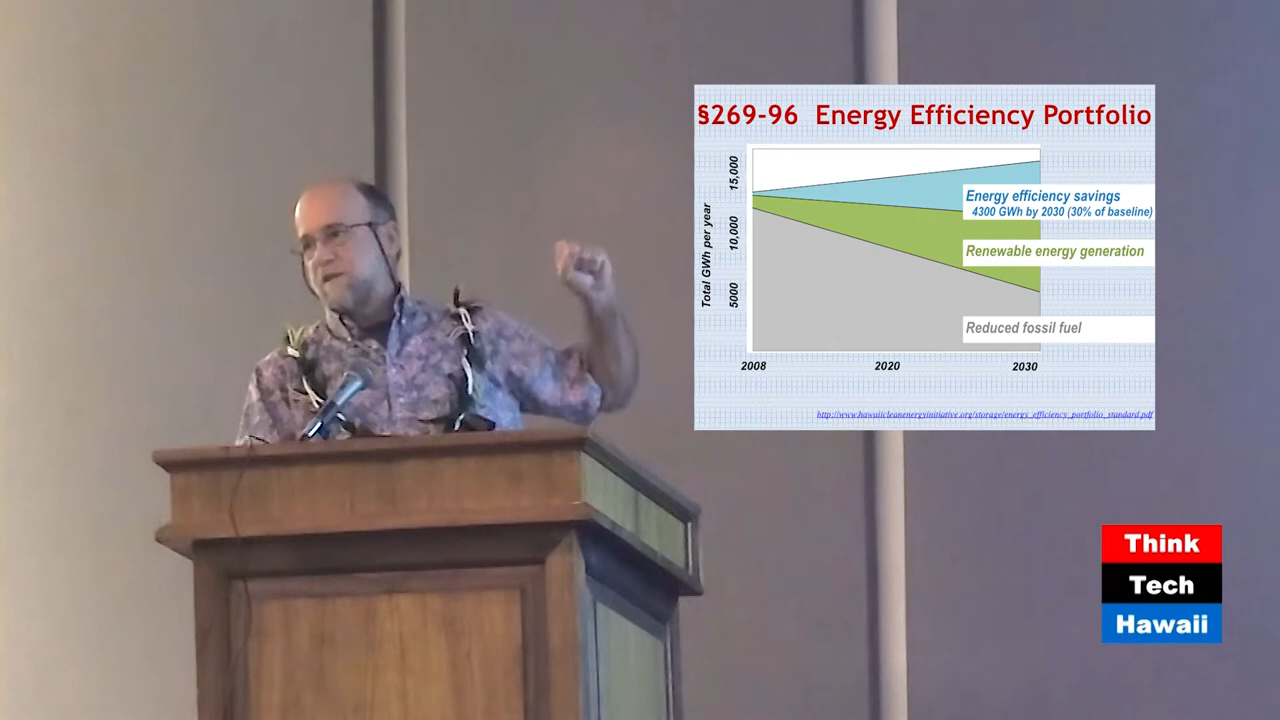 §269-96 Energy Efficiency Portfolio
Total GWh per year
15,000
10,000
5000
Energy efficiency savings
4300 GWh by 2030 (30% of baseline)
Renewable energy generation
Reduced fossil fuel
2008
2020
2030
http://www.hawaiicleanenergyinitiative.org/storage/energy_efficiency_portfolio_standard.pdf
Think
Tech
Hawaii